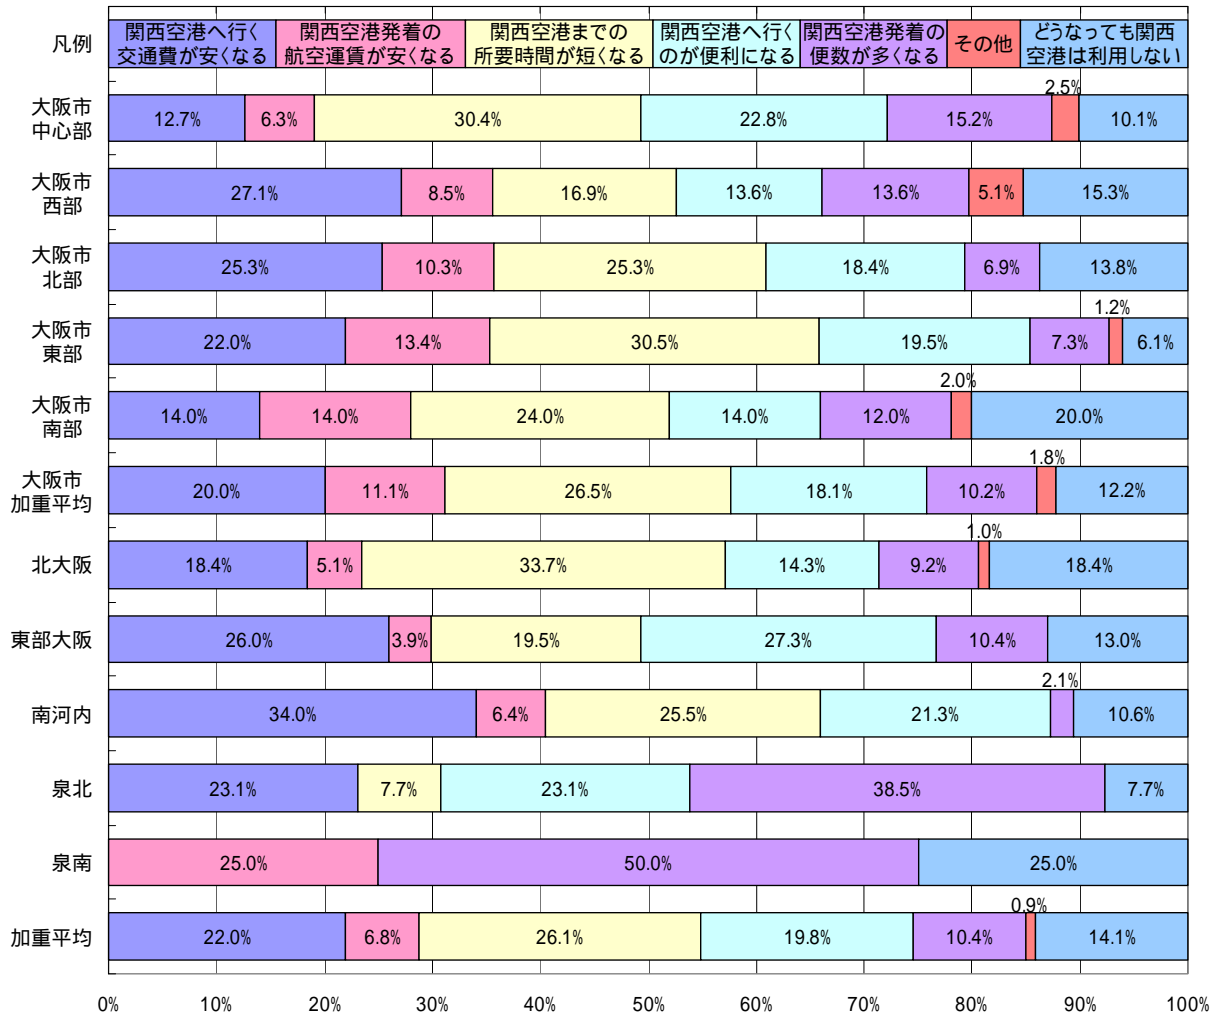 凡例
関西空港へ行く
交通費が安くなる
関西空港発着の
航空運賃が安くなる
関西空港までの
所要時間が短くなる
関西空港へ行く
のが便利になる
関西空港発着の
便数が多くなる
その他
どうなっても関西
空港は利用しない
大阪市
中心部
12.7% 6.3% 30.4% 22.8% 15.2% 2.5% 10.1%
大阪市
西部
27.1% 8.5% 16.9% 13.6% 13.6% 5.1% 15.3%
大阪市
北部
25.3% 10.3% 25.3% 18.4% 6.9% 13.8%
大阪市
東部
22.0% 13.4% 30.5% 19.5% 7.3% 1.2% 6.1%
大阪市
南部
14.0% 14.0% 24.0% 14.0% 12.0% 2.0% 20.0%
大阪市
加重平均
20.0% 11.1% 26.5% 18.1% 10.2% 1.8% 12.2%
北大阪
18.4% 5.1% 33.7% 14.3% 9.2% 1.0% 18.4%
東部大阪
26.0% 3.9% 19.5% 27.3% 10.4% 13.0%
南河内
34.0% 6.4% 25.5% 21.3% 2.1% 10.6%
泉北
23.1% 7.7% 23.1% 38.5% 7.7%
泉南
25.0% 50.0% 25.0%
加重平均
22.0% 6.8% 26.1% 19.8% 10.4% 0.9% 14.1%
0% 10% 20% 30% 40% 50% 60% 70% 80% 90% 100%